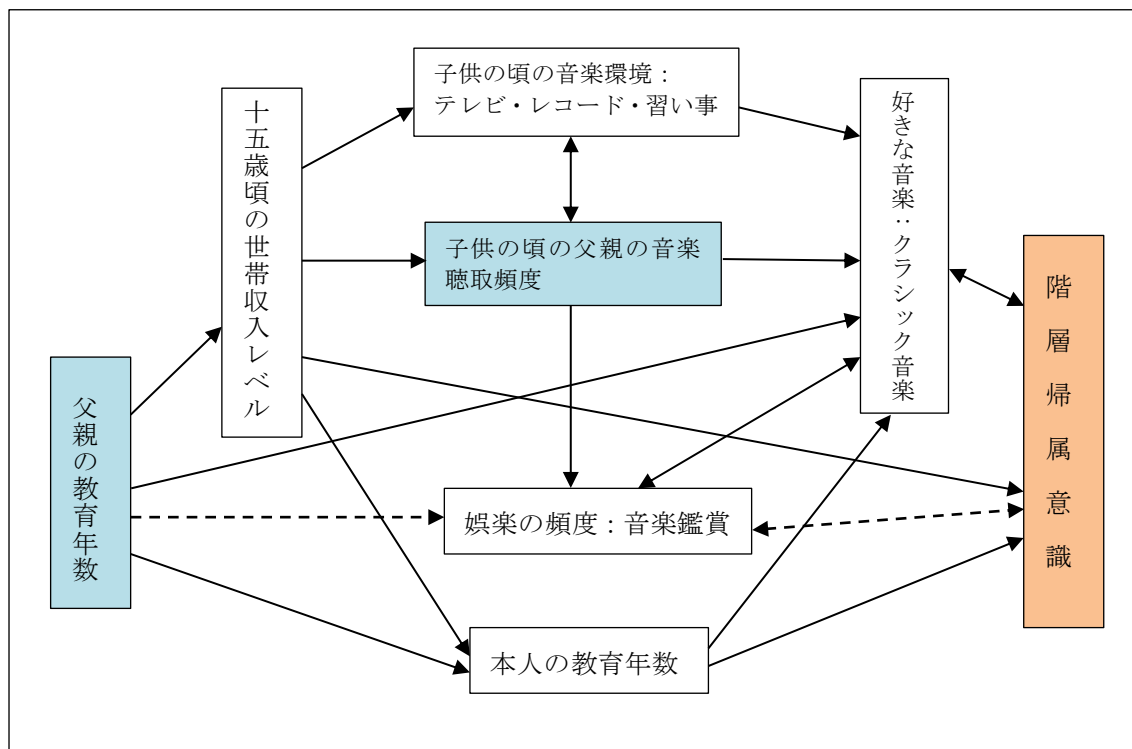 子供の頃の音楽環境：
テレビ・レコード・習い事
十五歳頃の世帯収入レベル
好きな音楽：クラシック音楽
子供の頃の父親の音楽
聴取頻度
階層帰属意識
父親の教育年数
娯楽の頻度：音楽鑑賞
本人の教育年数